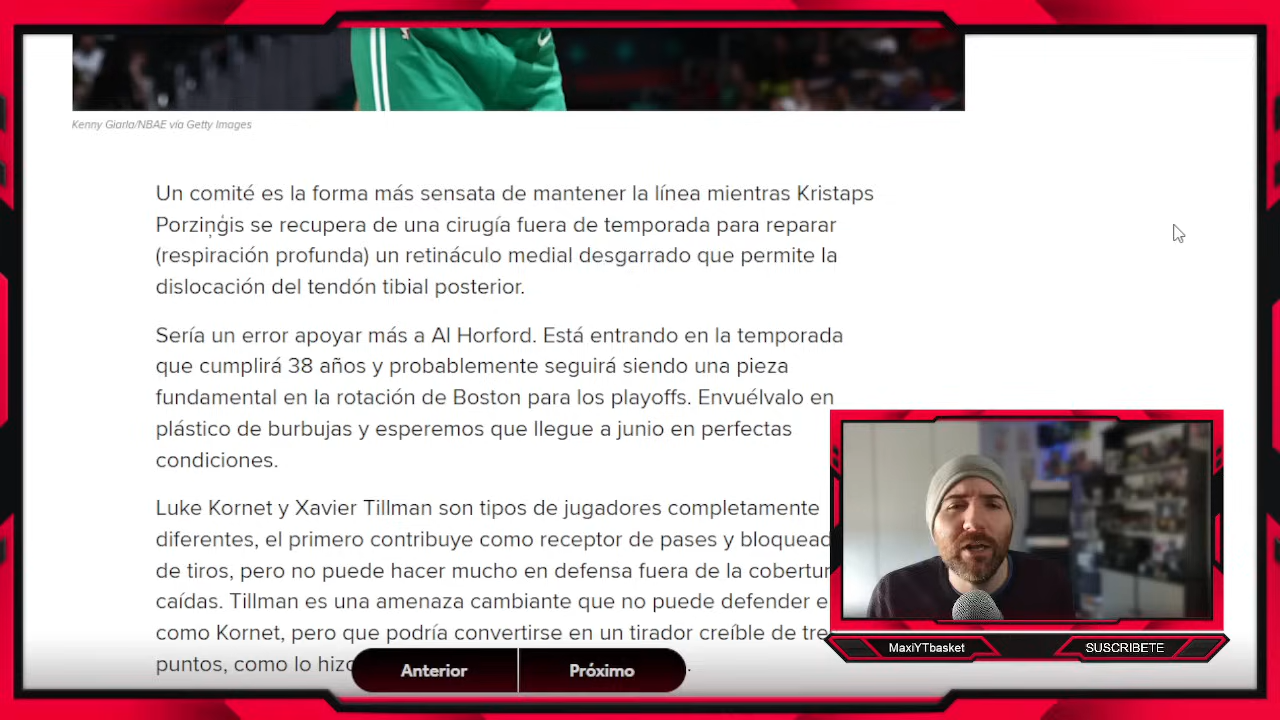 Kenny Giarla/NBAE vía Getty Images
Un comité es la forma más sensata de mantener la línea mientras Kristaps
Porziņģis se recupera de una cirugía fuera de temporada para reparar
(respiración profunda) un retináculo medial desgarrado que permite la
dislocación del tendón tibial posterior.
Sería un error apoyar más a Al Horford. Está entrando en la temporada
que cumplirá 38 años y probablemente seguirá siendo una pieza
fundamental en la rotación de Boston para los playoffs. Envuélvalo en
plástico de burbujas y esperemos que llegue a junio en perfectas
condiciones.
Luke Kornet y Xavier Tillman son tipos de jugadores completamente
diferentes, el primero contribuye como receptor de pases y
de tiros, pero no puede hacer mucho en defensa fuera de la
caídas. Tillman es una amenaza cambiante que no puede defender
como Kornet, pero que podría convertirse en un tirador creíble de
puntos, como lo
Anterior
Próximo
MaxiYTbasket
SUSCRIBETE